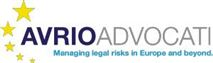 AVRIOADVOCATI
Managing legal risks in Europe and beyond.